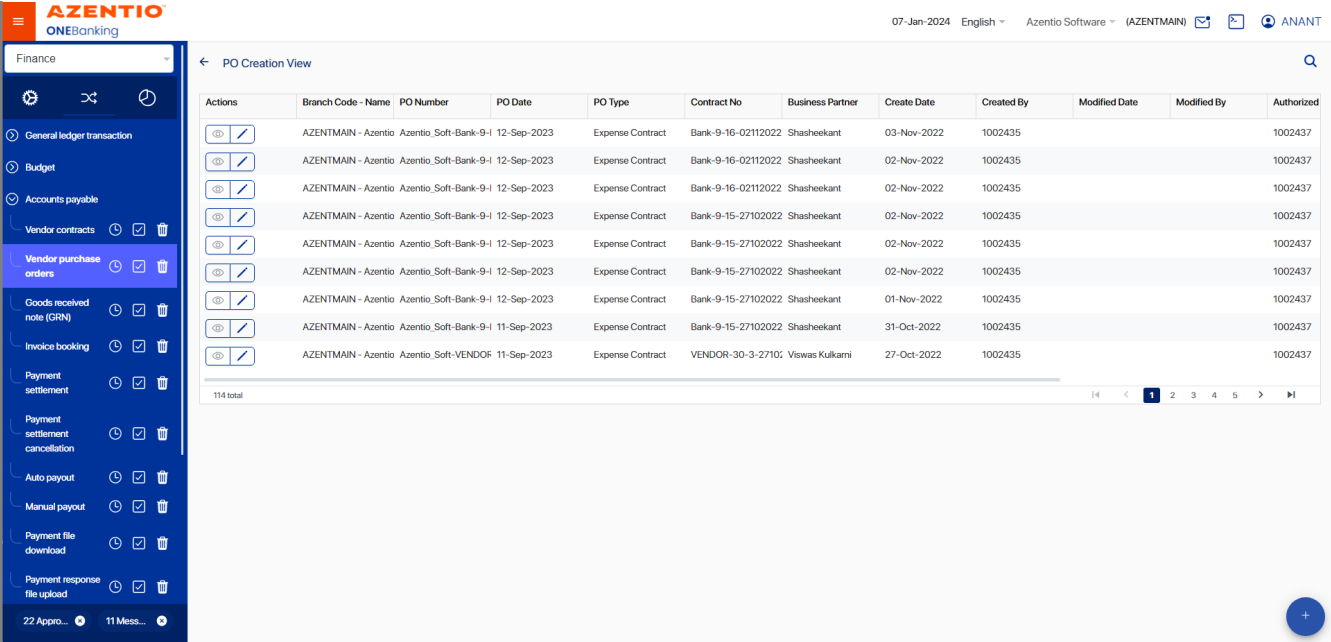 AZENTIO
ONEBanking
07-Jan-2024 English Azentio Software (AZENTMAIN) ANANT
Finance
General ledger transaction
Budget
Accounts payable
Vendor contracts
Vendor purchase
orders
Goods received
note (GRN)
Invoice booking
Payment
settlement
Payment
settlement
cancellation
Auto payout
Manual payout
Payment file
download
Payment response
file upload
22 Appro... 11 Mess...
PO Creation View
Actions Branch Code - Name PO Number PO Date PO Type Contract No Business Partner Create Date Created By Modified Date Modified By Authorized
AZENTMAIN - Azentio Azentio_Soft-Bank-9- 12-Sep-2023 Expense Contract Bank-9-16-02112022 Shasheekant 03-Nov-2022 1002435 1002437
AZENTMAIN - Azentio Azentio_Soft-Bank-9- 12-Sep-2023 Expense Contract Bank-9-16-02112022 Shasheekant 02-Nov-2022 1002435 1002437
AZENTMAIN - Azentio Azentio_Soft-Bank-9- 12-Sep-2023 Expense Contract Bank-9-16-02112022 Shasheekant 02-Nov-2022 1002435 1002437
AZENTMAIN - Azentio Azentio_Soft-Bank-9- 12-Sep-2023 Expense Contract Bank-9-15-27102022 Shasheekant 02-Nov-2022 1002435 1002437
AZENTMAIN - Azentio Azentio_Soft-Bank-9- 12-Sep-2023 Expense Contract Bank-9-15-27102022 Shasheekant 02-Nov-2022 1002435 1002437
AZENTMAIN - Azentio Azentio_Soft-Bank-9- 12-Sep-2023 Expense Contract Bank-9-15-27102022 Shasheekant 02-Nov-2022 1002435 1002437
AZENTMAIN - Azentio Azentio_Soft-Bank-9- 12-Sep-2023 Expense Contract Bank-9-15-27102022 Shasheekant 01-Nov-2022 1002435 1002437
AZENTMAIN - Azentio Azentio_Soft-Bank-9- 11-Sep-2023 Expense Contract Bank-9-15-27102022 Shasheekant 31-Oct-2022 1002435 1002437
AZENTMAIN - Azentio Azentio_Soft-VENDOR 11-Sep-2023 Expense Contract VENDOR-30-3-2710 Viswas Kulkarni 27-Oct-2022 1002435 1002437
114 total 1 2 3 4 5